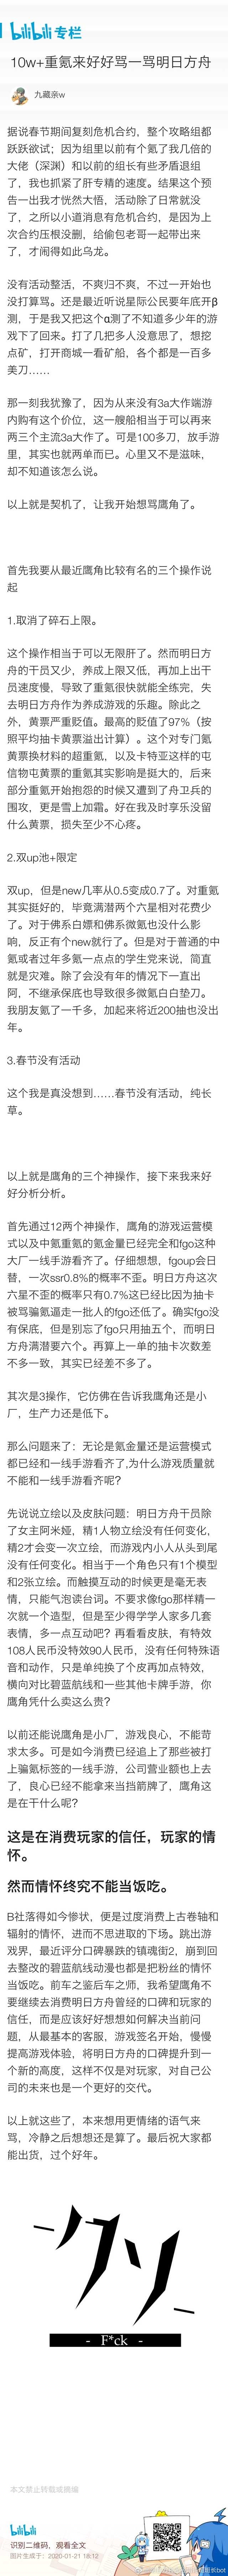 bilibili 专栏
10w+重氪来好好骂一骂明日方舟
九藏亲w
据说春节期间复刻危机合约，整个攻略组都
跃跃欲试；因为组里以前有个氪了我几倍的
大佬（深渊）和以前的组长有些矛盾退组
了，我也抓紧了肝专精的速度。结果这个预
告一出我才恍然大悟，活动除了日常就没
了，之所以小道消息有危机合约，是因为上
次合约压根没删，给偷包老哥一起带出来
了，才闹得如此乌龙。
没有活动整活，不爽归不爽，不过一开始也
没打算骂。还是最近听说星际公民要年底开β
测，于是我又把这个α测了不知道多少年的游
戏下了回来。打了几把多人没意思了，想挖
点矿，打开商城一看矿船，各个都是一百多
美刀……
那一刻我犹豫了，因为从来没有3a大作端游
内购有这个价位，这一艘船相当于可以再来
两三个主流3a大作了。可是100多刀，放手游
里，其实也就两单而已。心里又不是滋味，
却不知道该怎么说。
以上就是契机了，让我开始想骂鹰角了。
首先我要从最近鹰角比较有名的三个操作说
起
1.取消了碎石上限。
这个操作相当于可以无限肝了。然而明日方
舟的干员又少，养成上限又低，再加上出干
员速度慢，导致了重氪很快就能全练完，失
去明日方舟作为养成游戏的乐趣。除此之
外，黄票严重贬值。最高的贬值了97%（按
照平均抽卡黄票溢出计算）。这个对专门氪
黄票换材料的超重氪，以及卡特亚这样的屯
信物屯黄票的重氪其实影响是挺大的，后来
部分重氪开始抱怨的时候又遭到了舟卫兵的
围攻，更是雪上加霜。好在我及时享乐没留
什么黄票，损失至少不心疼。
2.双up池+限定
双up，但是new几率从0.5变成0.7了。对重氪
其实挺好的，毕竟满潜两个六星相对花费少
了。对于佛系白嫖和佛系微氪也没什么影
响，反正有个new就行了。但是对于普通的中
氪或者过年多氪一点点的学生党来说，简直
就是灾难。除了会没有年的情况下一直出
阿，不继承保底也导致很多微氪白白垫刀。
我朋友氪了一千多，加起来将近200抽也没出
年。
3.春节没有活动
这个我是真没想到……春节没有活动，纯长
草。
以上就是鹰角的三个神操作，接下来我来好
好分析分析。
首先通过12两个神操作，鹰角的游戏运营模
式以及中氪重氪的氪金量已经完全和fgo这种
大厂一线手游看齐了。仔细想想，fgoup会日
替，一次ssr0.8%的概率不歪。明日方舟这次
六星不歪的概率只有0.7%这已经比因为抽卡
被骂骗氪逼走一批人的fgo还低了。确实fgo没
有保底，但是别忘了fgo只用抽五个，而明日
方舟满潜要六个。再算上一单的抽卡次数差
不多一致，其实已经差不多了。
其次是3操作，它仿佛在告诉我鹰角还是小
厂，生产力还是低下。
那么问题来了：无论是氪金量还是运营模式
都已经和一线手游看齐了,为什么游戏质量就
不能和一线手游看齐呢？
先说说立绘以及皮肤问题：明日方舟干员除
了女主阿米娅，精1人物立绘没有任何变化，
精2才会变一次立绘，而游戏内小人从头到尾
没有任何变化。相当于一个角色只有1个模型
和2张立绘。而触摸互动的时候更是毫无表
情，只能气泡读台词。不要求像fgo那样精一
次就一个造型，但是至少得学学人家多几套
表情，多一点互动吧？再看看皮肤，有特效
108人民币没特效90人民币，没有任何特殊语
音和动作，只是单纯换了个皮再加点特效，
横向对比碧蓝航线和一些其他卡牌手游，你
鹰角凭什么卖这么贵？
以前还能说鹰角是小厂，游戏良心，不能苛
求太多。可是如今消费已经追上了那些被打
上骗氪标签的一线手游，公司营业额也上去
了，良心已经不能拿来当挡箭牌了，鹰角这
是在干什么呢？
这是在消费玩家的信任，玩家的情
怀。
然而情怀终究不能当饭吃。
B社落得如今惨状，便是过度消费上古卷轴和
辐射的情怀，进而不思进取的下场。跳出游
戏界，最近评分口碑暴跌的镇魂街2，崩到回
去整改的碧蓝航线动漫也都是把粉丝的情怀
当饭吃。前车之鉴后车之师，我希望鹰角不
要继续去消费明日方舟曾经的口碑和玩家的
信任，而是应该好好想想如何解决当前问
题，从最基本的客服，游戏签名开始，慢慢
提高游戏体验，将明日方舟的口碑提升到一
个新的高度，这样不仅是对玩家，对自己公
司的未来也是一个更好的交代。
以上就这些了，本来想用更情绪的语气来
骂，冷静之后想想还是算了。最后祝大家都
能出货，过个好年。
クソ
- F*ck -
本文禁止转载或摘编
bilibili
识别二维码，观看全文
图片生成于：2020-01-21 18:12